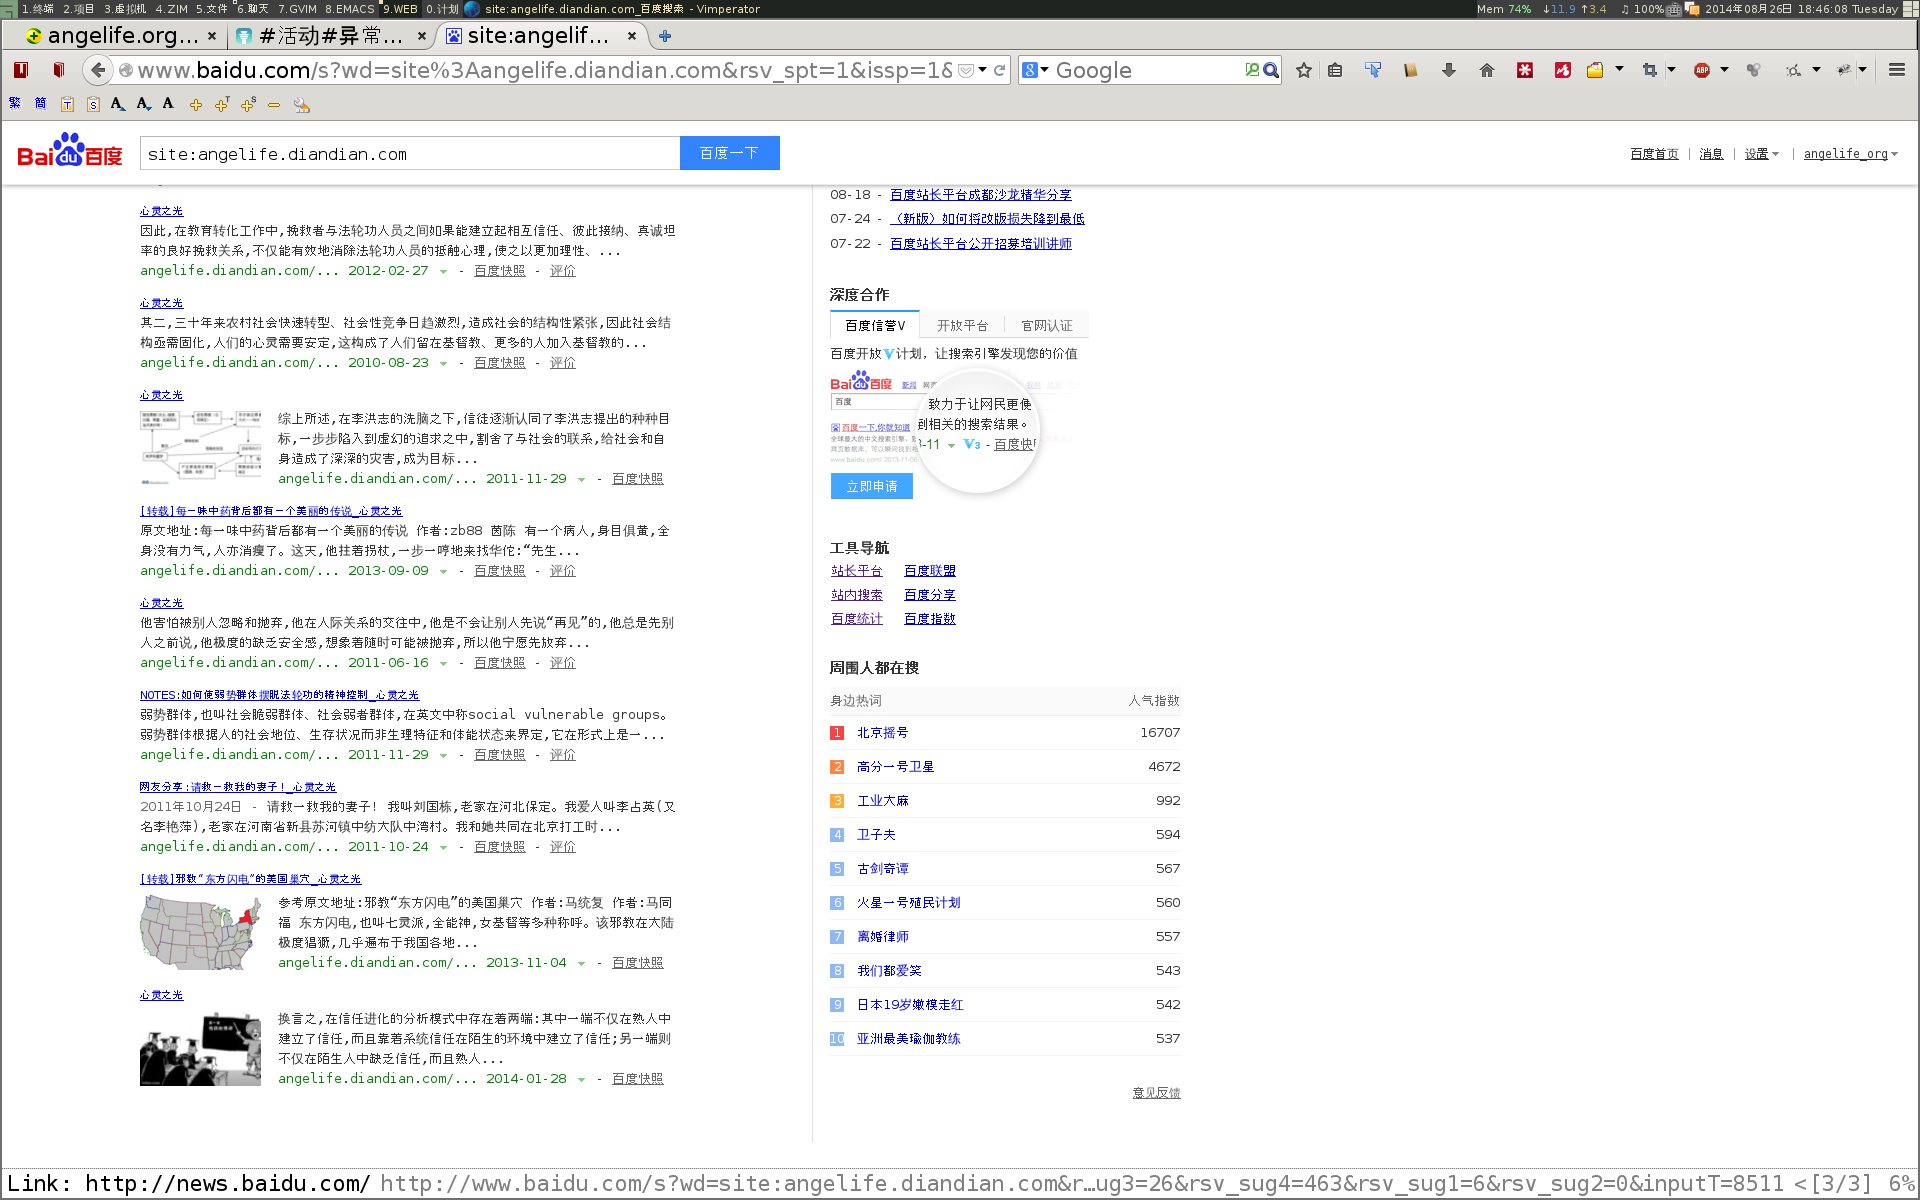 1.终端 2.项目 3.虚拟机 4.ZIM 5.文件 6.聊天 7.GVIM 8.EMACS 9.WEB 0.计划 site:angelife.diandian.com_百度搜索 - Vimperator
Mem 74% ↓11.9 ↑3.4 ♫ 100% 2014年08月26日 18:46:08 Tuesday
angelife.org... × #活动#异常... × site:angelif... ×
www.baidu.com/s?wd=site%3Aangelife.diandian.com&rsv_spt=1&issp=1&
Google
繁 簡 T S A A A
Bai du 百度
site:angelife.diandian.com
百度一下
百度首页 | 消息 | 设置 | angelife_org
心灵之光
因此,在教育转化工作中,挽救者与法轮功人员之间如果能建立起相互信任、彼此接纳、真诚坦
率的良好挽救关系,不仅能有效地消除法轮功人员的抵触心理,使之以更加理性、...
angelife.diandian.com/... 2012-02-27 - 百度快照 - 评价
心灵之光
其二,三十年来农村社会快速转型、社会性竞争日趋激烈,造成社会的结构性紧张,因此社会结
构亟需固化,人们的心灵需要安定,这构成了人们留在基督教、更多的人加入基督教的...
angelife.diandian.com/... 2010-08-23 - 百度快照 - 评价
心灵之光
综上所述,在李洪志的洗脑之下,信徒逐渐认同了李洪志提出的种种目
标,一步步陷入到虚幻的追求之中,割舍了与社会的联系,给社会和自
身造成了深深的灾害,成为目标...
angelife.diandian.com/... 2011-11-29 - 百度快照
[转载]每一味中药背后都有一个美丽的传说_心灵之光
原文地址:每一味中药背后都有一个美丽的传说 作者:zb88 茵陈 有一个病人,身目俱黄,全
身没有力气,人亦消瘦了。这天,他拄着拐杖,一步一哼地来找华佗:“先生...
angelife.diandian.com/... 2013-09-09 - 百度快照 - 评价
心灵之光
他害怕被别人忽略和抛弃,他在人际关系的交往中,他是不会让别人先说“再见”的,他总是先别
人之前说,他极度的缺乏安全感,想象着随时可能被抛弃,所以他宁愿先放弃...
angelife.diandian.com/... 2011-06-16 - 百度快照 - 评价
NOTES:如何使弱势群体摆脱法轮功的精神控制_心灵之光
弱势群体,也叫社会脆弱群体、社会弱者群体,在英文中称social vulnerable groups。
弱势群体根据人的社会地位、生存状况而非生理特征和体能状态来界定,它在形式上是一...
angelife.diandian.com/... 2011-11-29 - 百度快照 - 评价
网友分享:请救一救我的妻子！_心灵之光
2011年10月24日 - 请救一救我的妻子! 我叫刘国栋,老家在河北保定。我爱人叫李占英(又
名李艳萍),老家在河南省新县苏河镇中纺六队中湾村。我和她共同在北京打工时...
angelife.diandian.com/... 2011-10-24 - 百度快照 - 评价
[转载]邪教“东方闪电”的美国巢穴_心灵之光
参考原文地址:邪教“东方闪电”的美国巢穴 作者:马统复 作者:马同
福 东方闪电,也叫七灵派,全能神,女基督等多种称呼。该邪教在大陆
极度猖獗,几乎遍布于我国各地...
angelife.diandian.com/... 2013-11-04 - 百度快照
心灵之光
换言之,在信任进化的分析模式中存在着两端:其中一端不仅在熟人中
建立了信任,而且靠着系统信任在陌生的环境中建立了信任;另一端则
不仅在陌生人中缺乏信任,而且熟人...
angelife.diandian.com/... 2014-01-28 - 百度快照
08-18 - 百度站长平台成都沙龙精华分享
07-24 - （新版）如何将改版损失降到最低
07-22 - 百度站长平台公开招募培训讲师
深度合作
百度信誉V 开放平台 官网认证
百度开放V计划, 让搜索引擎发现您的价值
Bai du 百度 新闻
百度
百度一下,你就知道
致力于让网民更便
到相关的搜索结果。
-11 V3 - 百度快
立即申请
工具导航
站长平台 百度联盟
站内搜索 百度分享
百度统计 百度指数
周围人都在搜
身边热词 人气指数
1 北京摇号 16707
2 高分一号卫星 4672
3 工业大麻 992
4 卫子夫 594
5 古剑奇谭 567
6 火星一号殖民计划 560
7 离婚律师 557
8 我们都爱笑 543
9 日本19岁嫩模走红 542
10 亚洲最美瑜伽教练 537
意见反馈
Link: http://news.baidu.com/ http://www.baidu.com/s?wd=site:angelife.diandian.com&r…ug3=26&rsv_sug4=463&rsv_sug1=6&rsv_sug2=0&inputT=8511 <[3/3] 6%